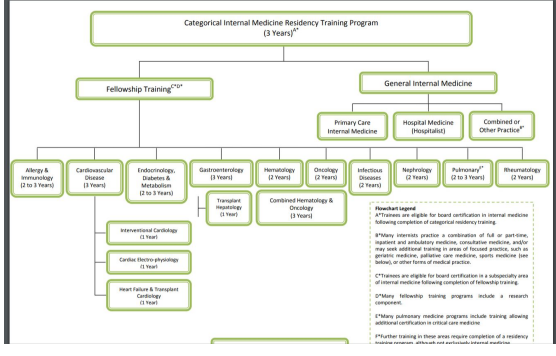 Categorical Internal Medicine Residency Training Program
(3 Years)A*
Fellowship TrainingC*D*
General Internal Medicine
Primary Care
Internal Medicine
Hospital Medicine
(Hospitalist)
Combined or
Other PracticeB*
Allergy &
Immunology
(2 to 3 Years)
Cardiovascular
Disease
(3 Years)
Endocrinology,
Diabetes &
Metabolism
(2 to 3 Years)
Gastroenterology
(3 Years)
Hematology
(2 Years)
Oncology
(2 Years)
Infectious
Diseases
(2 Years)
Nephrology
(2 Years)
PulmonaryE*
(2 to 3 Years)
Rheumatology
(2 Years)
Transplant
Hepatology
(1 Year)
Combined Hematology &
Oncology
(3 Years)
Interventional Cardiology
(1 Year)
Cardiac Electro-physiology
(1 Year)
Heart Failure & Transplant
Cardiology
(1 Year)
Flowchart Legend
A*Trainees are eligible for board certification in internal medicine
following completion of categorical residency training.
B*Many internists practice a combination of full or part-time,
inpatient and ambulatory medicine, consultative medicine, and/or
may seek additional training in areas of focused practice, such as
geriatric medicine, palliative care medicine, sports medicine (see
below), or other forms of medical practice.
C*Trainees are eligible for board certification in a subspecialty area
of internal medicine following completion of fellowship training.
D*Many fellowship training programs include a research
component.
E*Many pulmonary medicine programs include training allowing
additional certification in critical care medicine
F*Further training in these areas require completion of a residency
training program, although not exclusively internal medicine